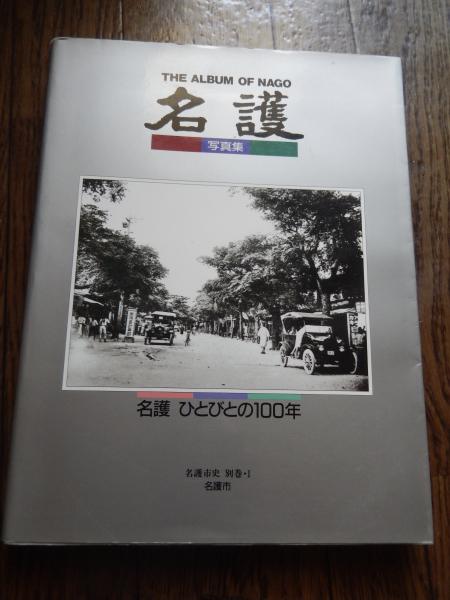 THE ALBUM OF NAGO
名護
写真集
名護 ひとびとの100年
名護市史 別巻・1
名護市